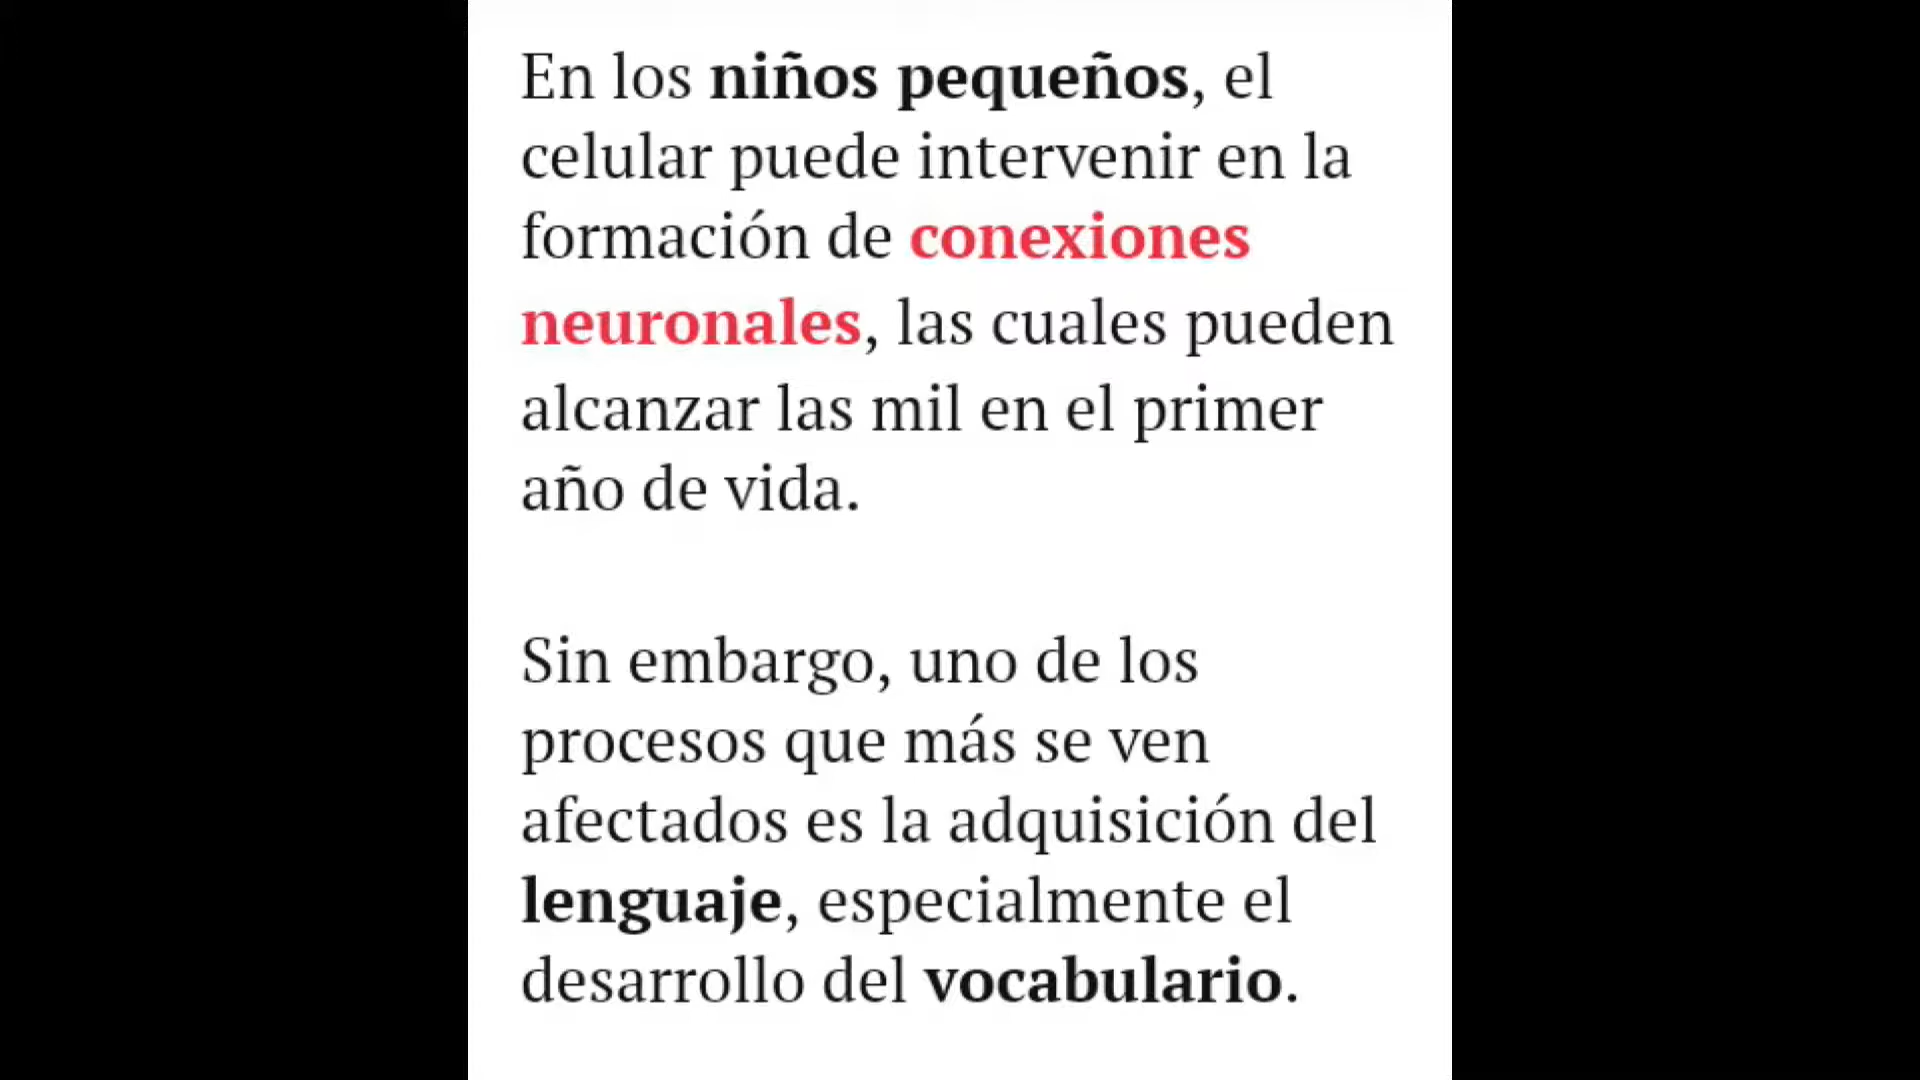 En los niños pequeños, el
celular puede intervenir en la
formación de conexiones
neuronales, las cuales pueden
alcanzar las mil en el primer
año de vida.
Sin embargo, uno de los
procesos que más se ven
afectados es la adquisición del
lenguaje, especialmente el
desarrollo del vocabulario.